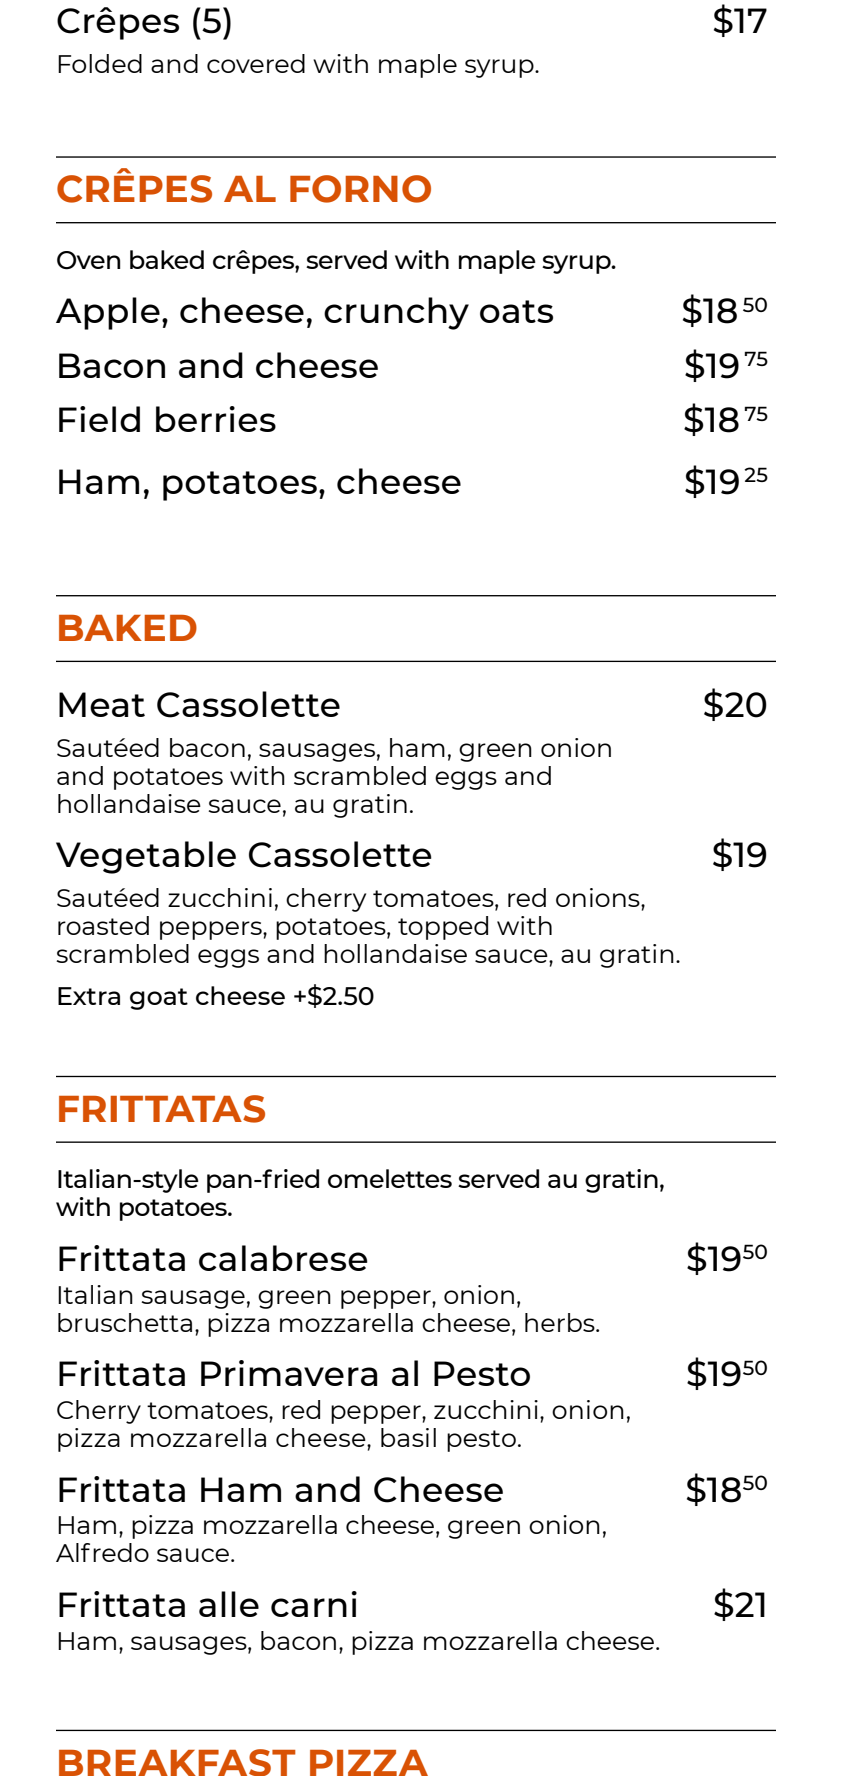 Crêpes (5) $17
Folded and covered with maple syrup.
CRÊPES AL FORNO
Oven baked crêpes, served with maple syrup.
Apple, cheese, crunchy oats $18 50
Bacon and cheese $19 75
Field berries $18 75
Ham, potatoes, cheese $19 25
BAKED
Meat Cassolette $20
Sautéed bacon, sausages, ham, green onion
and potatoes with scrambled eggs and
hollandaise sauce, au gratin.
Vegetable Cassolette $19
Sautéed zucchini, cherry tomatoes, red onions,
roasted peppers, potatoes, topped with
scrambled eggs and hollandaise sauce, au gratin.
Extra goat cheese +$2.50
FRITTATAS
Italian-style pan-fried omelettes served au gratin,
with potatoes.
Frittata calabrese $19 50
Italian sausage, green pepper, onion,
bruschetta, pizza mozzarella cheese, herbs.
Frittata Primavera al Pesto $19 50
Cherry tomatoes, red pepper, zucchini, onion,
pizza mozzarella cheese, basil pesto.
Frittata Ham and Cheese $18 50
Ham, pizza mozzarella cheese, green onion,
Alfredo sauce.
Frittata alle carni $21
Ham, sausages, bacon, pizza mozzarella cheese.
BREAKFAST PIZZA